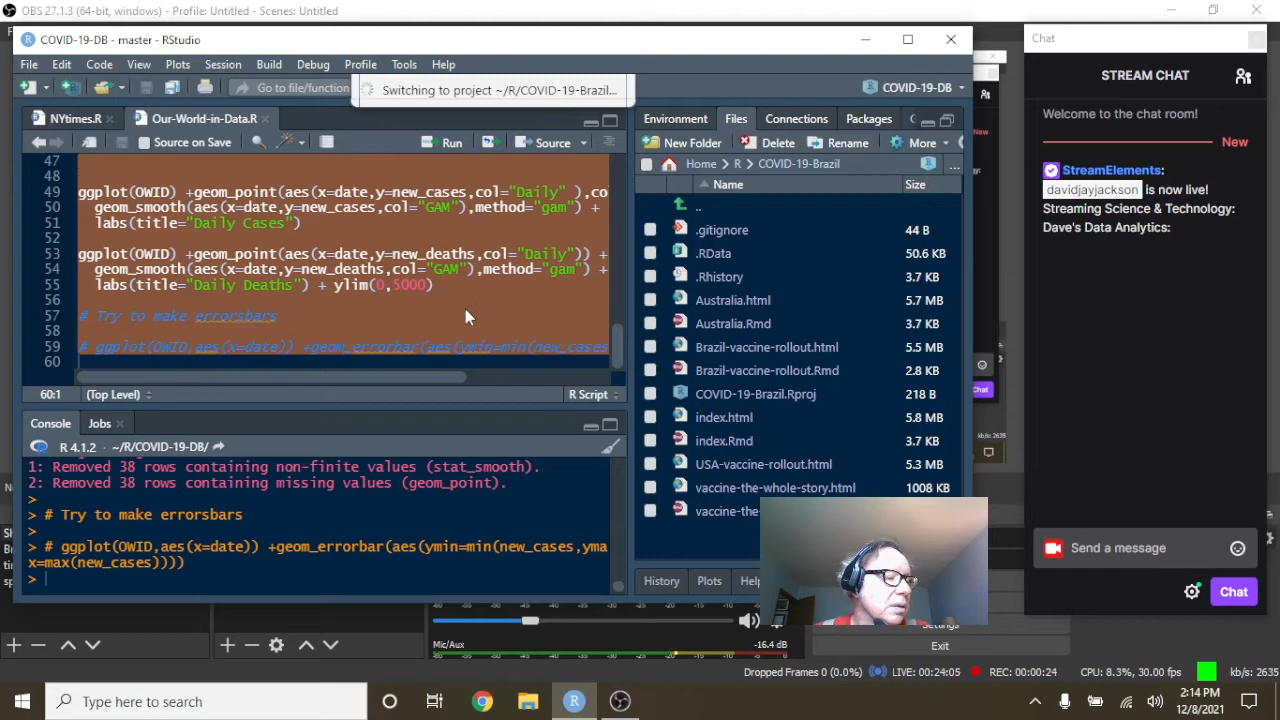 OBS 27.1.3 (64-bit, windows) - Profile: Untitled - Scenes: Untitled
COVID-19-DB - master - RStudio
File Edit Code View Plots Session Build Debug Profile Tools Help
Go to file/function
Switching to project ~/R/COVID-19-Brazil...
COVID-19-DB
NYtimes.R
Our-World-in-Data.R
Source on Save
Run
Source
47
48
49 ggplot(OWID) +geom_point(aes(x=date,y=new_cases,col="Daily" ),co
50 geom_smooth(aes(x=date,y=new_cases,col="GAM"),method="gam") +
51 labs(title="Daily Cases")
52
53 ggplot(OWID) +geom_point(aes(x=date,y=new_deaths,col="Daily")) +
54 geom_smooth(aes(x=date,y=new_deaths,col="GAM"),method="gam") +
55 labs(title="Daily Deaths") + ylim(0,5000)
56
57 # Try to make errorsbars
58
59 # ggplot(OWID,aes(x=date)) +geom_errorbar(aes(ymin=min(new_cases
60
60:1 (Top Level) R Script
Console Jobs
R 4.1.2 · ~/R/COVID-19-DB/
1: Removed 38 rows containing non-finite values (stat_smooth).
2: Removed 38 rows containing missing values (geom_point).
>
> # Try to make errorsbars
>
> # ggplot(OWID,aes(x=date)) +geom_errorbar(aes(ymin=min(new_cases,yma
x=max(new_cases))))
>
Environment Files Connections Packages
New Folder Delete Rename More
Home R COVID-19-Brazil ...
Name Size
..
.gitignore 44 B
.RData 50.6 KB
.Rhistory 3.7 KB
Australia.html 5.7 MB
Australia.Rmd 3.7 KB
Brazil-vaccine-rollout.html 5.5 MB
Brazil-vaccine-rollout.Rmd 2.8 KB
COVID-19-Brazil.Rproj 218 B
index.html 5.8 MB
index.Rmd 3.7 KB
USA-vaccine-rollout.html 5.3 MB
vaccine-the-whole-story.html 1008 KB
vaccine-the-
History Plots
Chat
STREAM CHAT
Welcome to the chat room!
New
StreamElements:
davidjayjackson is now live!
Streaming Science & Technology:
Dave's Data Analytics:
Send a message
Chat
Mic/Aux
-16.4 dB
Exit
Dropped Frames 0 (0.0%) LIVE: 00:24:05 REC: 00:00:24 CPU: 8.3%, 30.00 fps kb/s: 2635
Type here to search
2:14 PM
12/8/2021